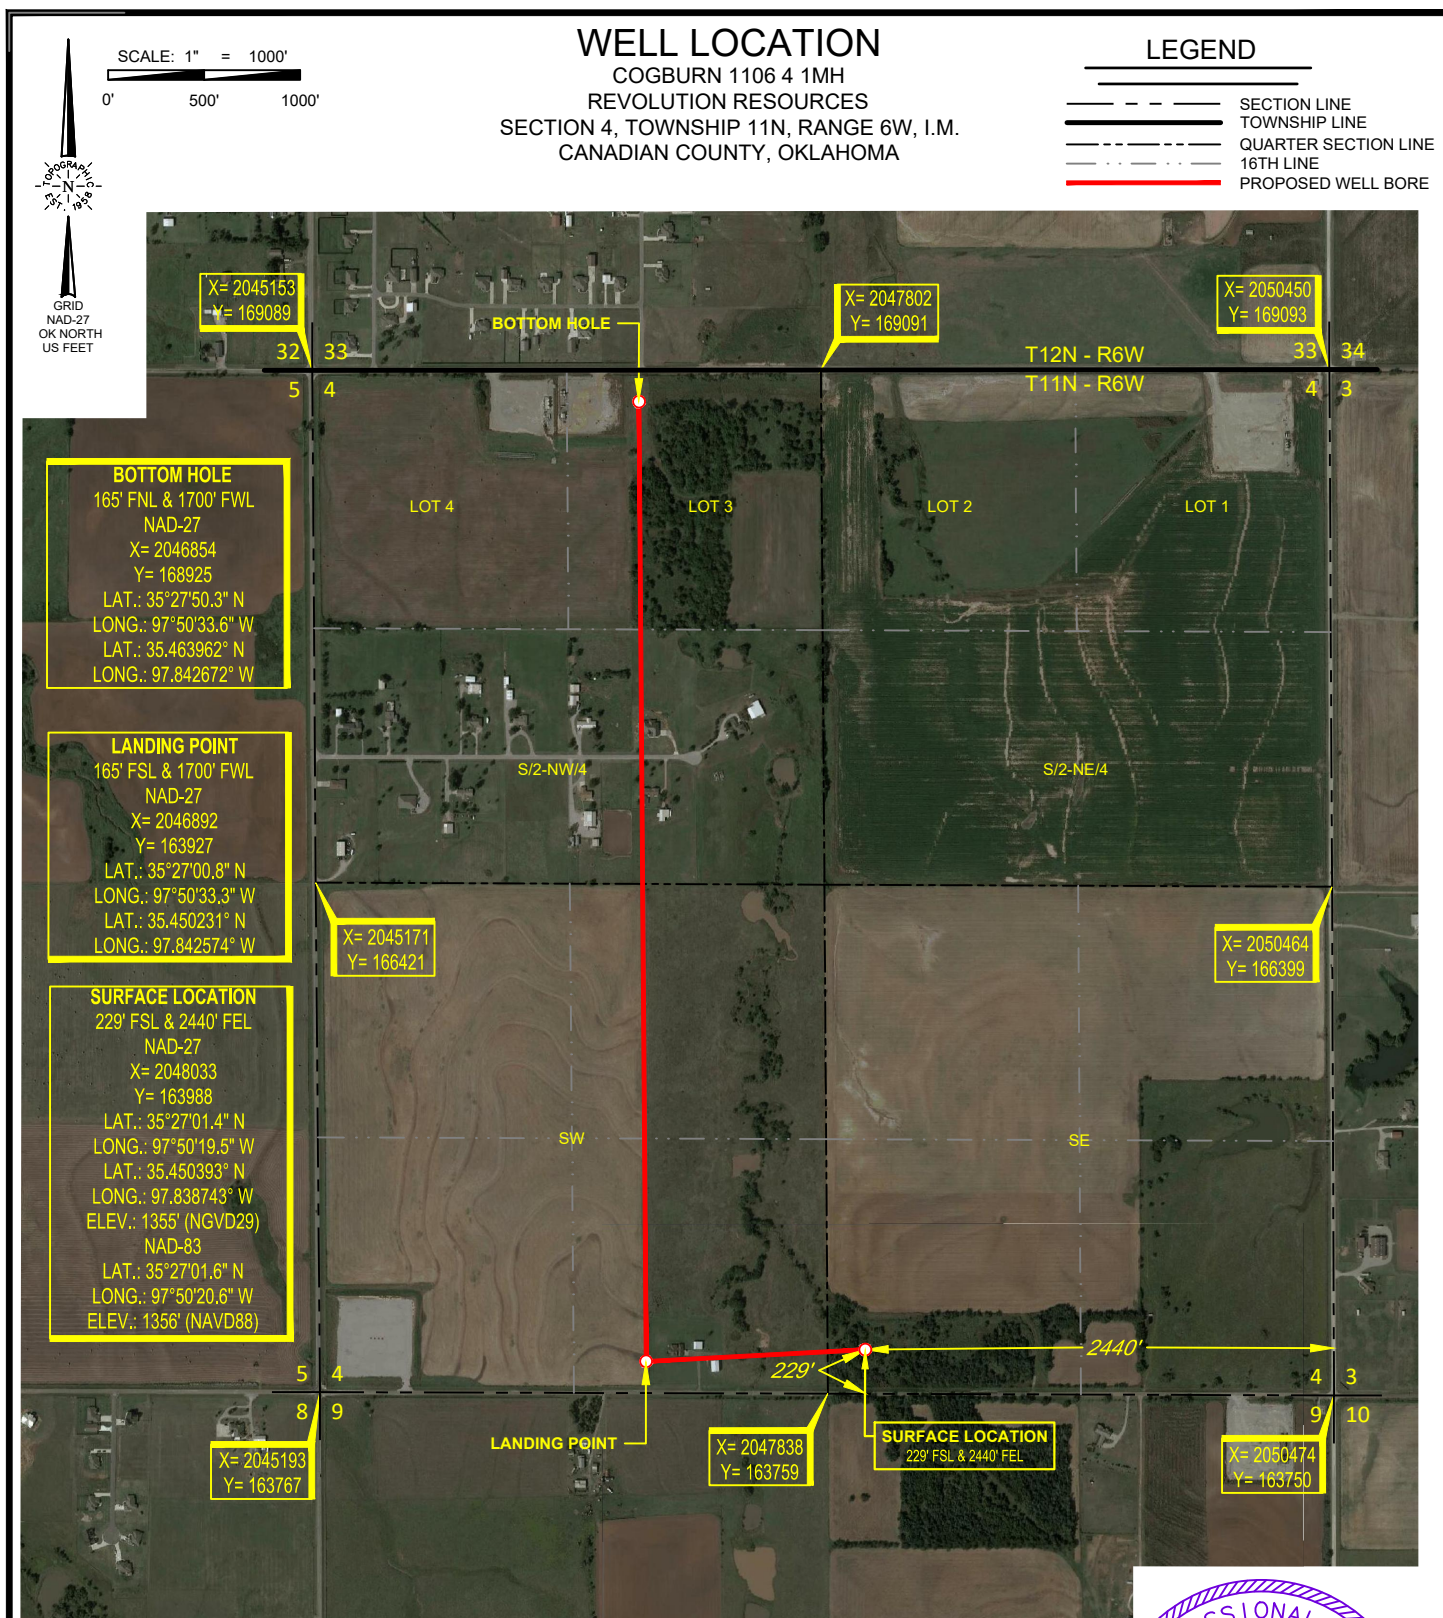 WELL LOCATION
COGBURN 1106 4 1MH
REVOLUTION RESOURCES
SECTION 4, TOWNSHIP 11N, RANGE 6W, I.M.
CANADIAN COUNTY, OKLAHOMA
SCALE: 1" = 1000'
0' 500' 1000'
TOPOGRAPHIC
N
EST. 1958
GRID
NAD-27
OK NORTH
US FEET
LEGEND
SECTION LINE
TOWNSHIP LINE
QUARTER SECTION LINE
16TH LINE
PROPOSED WELL BORE
X= 2045153
Y= 169089
BOTTOM HOLE
X= 2047802
Y= 169091
X= 2050450
Y= 169093
32 33
5 4
T12N - R6W
T11N - R6W
33 34
4 3
BOTTOM HOLE
165' FNL & 1700' FWL
NAD-27
X= 2046854
Y= 168925
LAT.: 35°27'50.3" N
LONG.: 97°50'33.6" W
LAT.: 35.463962° N
LONG.: 97.842672° W
LOT 4
LOT 3
LOT 2
LOT 1
LANDING POINT
165' FSL & 1700' FWL
NAD-27
X= 2046892
Y= 163927
LAT.: 35°27'00.8" N
LONG.: 97°50'33.3" W
LAT.: 35.450231° N
LONG.: 97.842574° W
S/2-NW/4
S/2-NE/4
X= 2045171
Y= 166421
X= 2050464
Y= 166399
SURFACE LOCATION
229' FSL & 2440' FEL
NAD-27
X= 2048033
Y= 163988
LAT.: 35°27'01.4" N
LONG.: 97°50'19.5" W
LAT.: 35.450393° N
LONG.: 97.838743° W
ELEV.: 1355' (NGVD29)
NAD-83
LAT.: 35°27'01.6" N
LONG.: 97°50'20.6" W
ELEV.: 1356' (NAVD88)
SW
SE
229'
2440'
5 4
8 9
4 3
9 10
X= 2045193
Y= 163767
LANDING POINT
X= 2047838
Y= 163759
SURFACE LOCATION
229' FSL & 2440' FEL
X= 2050474
Y= 163750